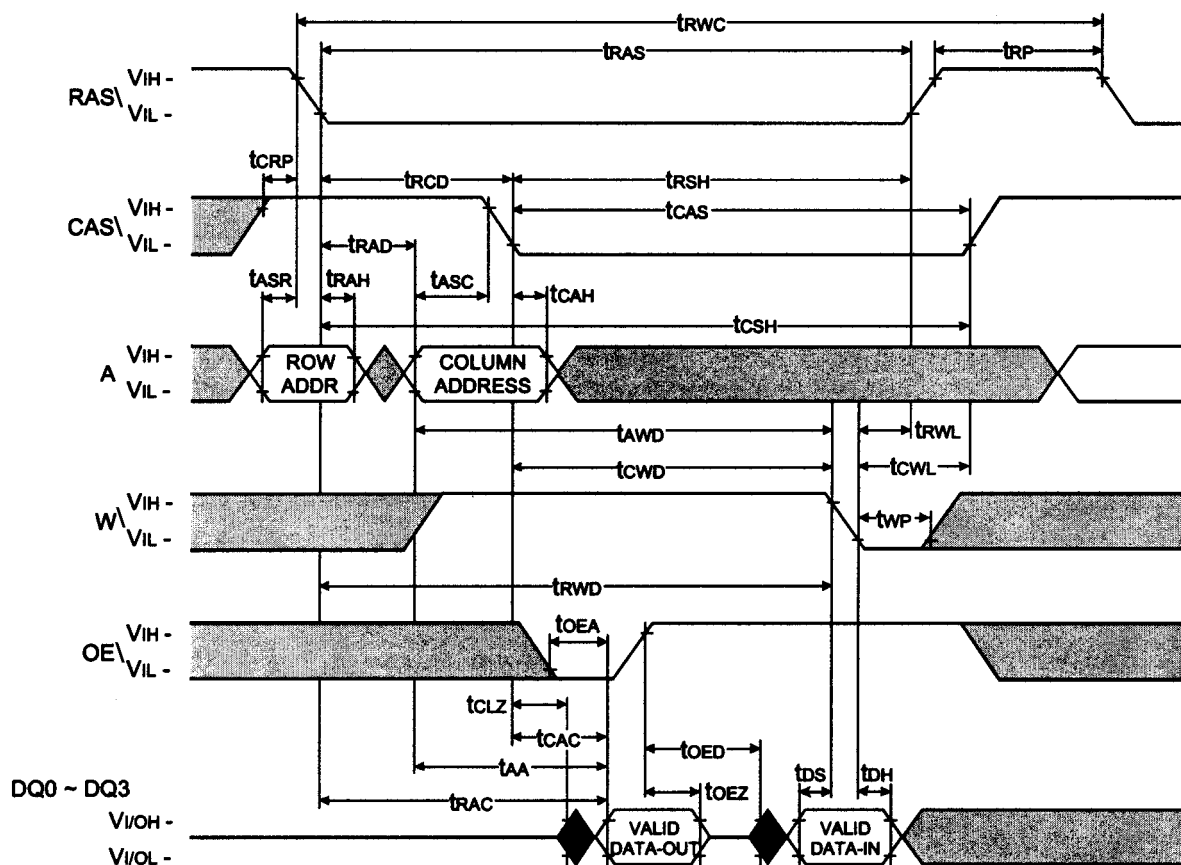 tRWC
tRAS
tRP
VIH -
RAS\
VIL -
tCRP
tRCD
tRSH
VIH -
tCAS
CAS\
VIL -
tRAD
tASR
tRAH
tASC
tCAH
tCSH
VIH -
A
ROW
ADDR
COLUMN
ADDRESS
VIL -
tAWD
tRWL
tCWD
tCWL
VIH -
W\
tWP
VIL -
tRWD
VIH -
tOEA
OE\
VIL -
tCLZ
tCAC
tOED
tAA
tDS
tDH
DQ0 ~ DQ3
tRAC
tOEZ
VI/OH -
VALID
DATA-OUT
VALID
DATA-IN
VI/OL -